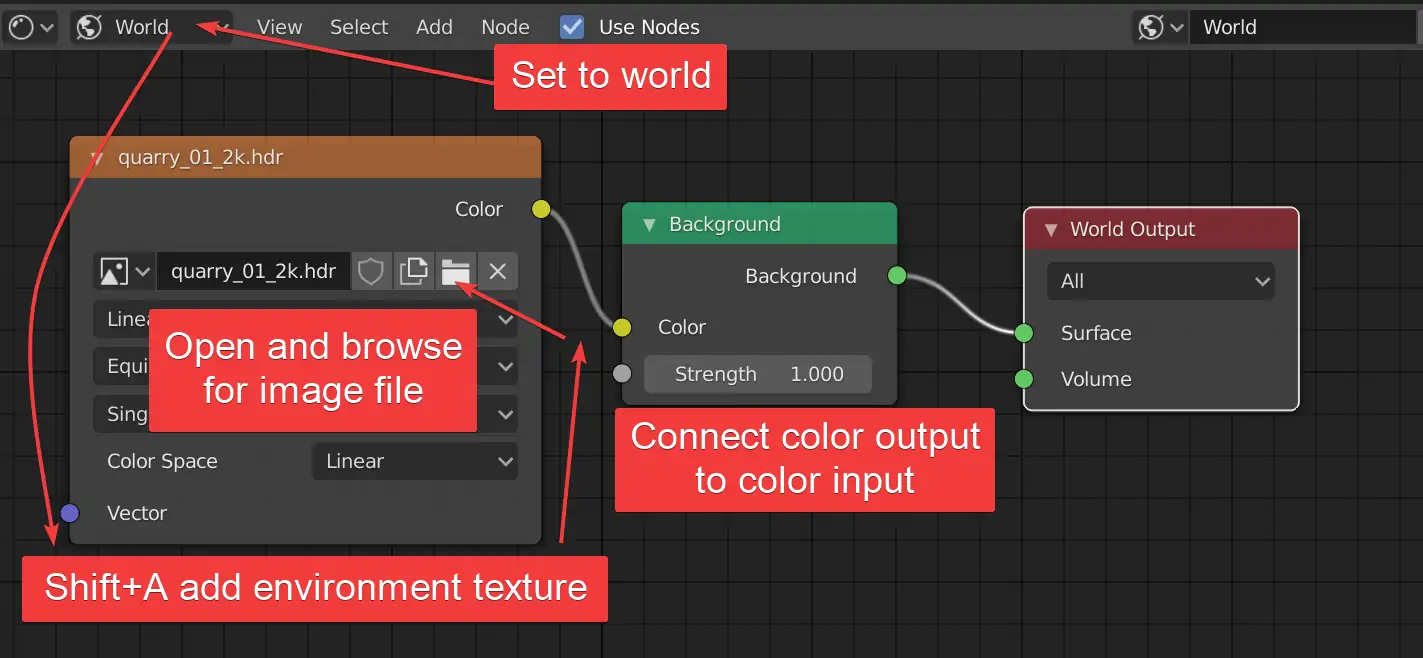 World View Select Add Node Use Nodes World
Set to world
quarry_01_2k.hdr
Color
quarry_01_2k.hdr
Linea
Open and browse
for image file
Equi
Sing
Color Space Linear
Vector
Shift+A add environment texture
Background
Background
Color
Strength 1.000
Connect color output
to color input
World Output
All
Surface
Volume